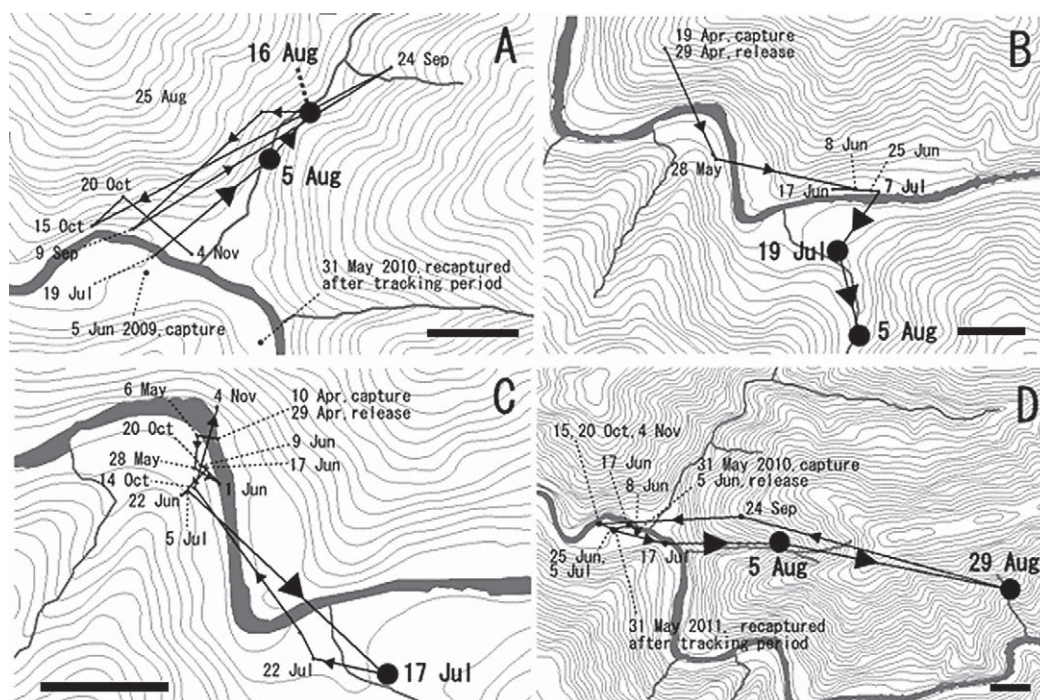 A
16 Aug
24 Sep
25 Aug
5 Aug
20 Oct
15 Oct
9 Sep
4 Nov
19 Jul
31 May 2010, recaptured
after tracking period
5 Jun 2009, capture
B
19 Apr, capture
29 Apr, release
8 Jun
25 Jun
28 May
17 Jun
7 Jul
19 Jul
5 Aug
C
6 May
4 Nov
10 Apr, capture
29 Apr, release
20 Oct
9 Jun
28 May
17 Jun
14 Oct
1 Jun
22 Jun
5 Jul
22 Jul
17 Jul
D
15, 20 Oct, 4 Nov
17 Jun
31 May 2010, capture
8 Jun
5 Jun, release
24 Sep
25 Jun,
5 Jul
17 Jul
5 Aug
29 Aug
31 May 2011, recaptured
after tracking period